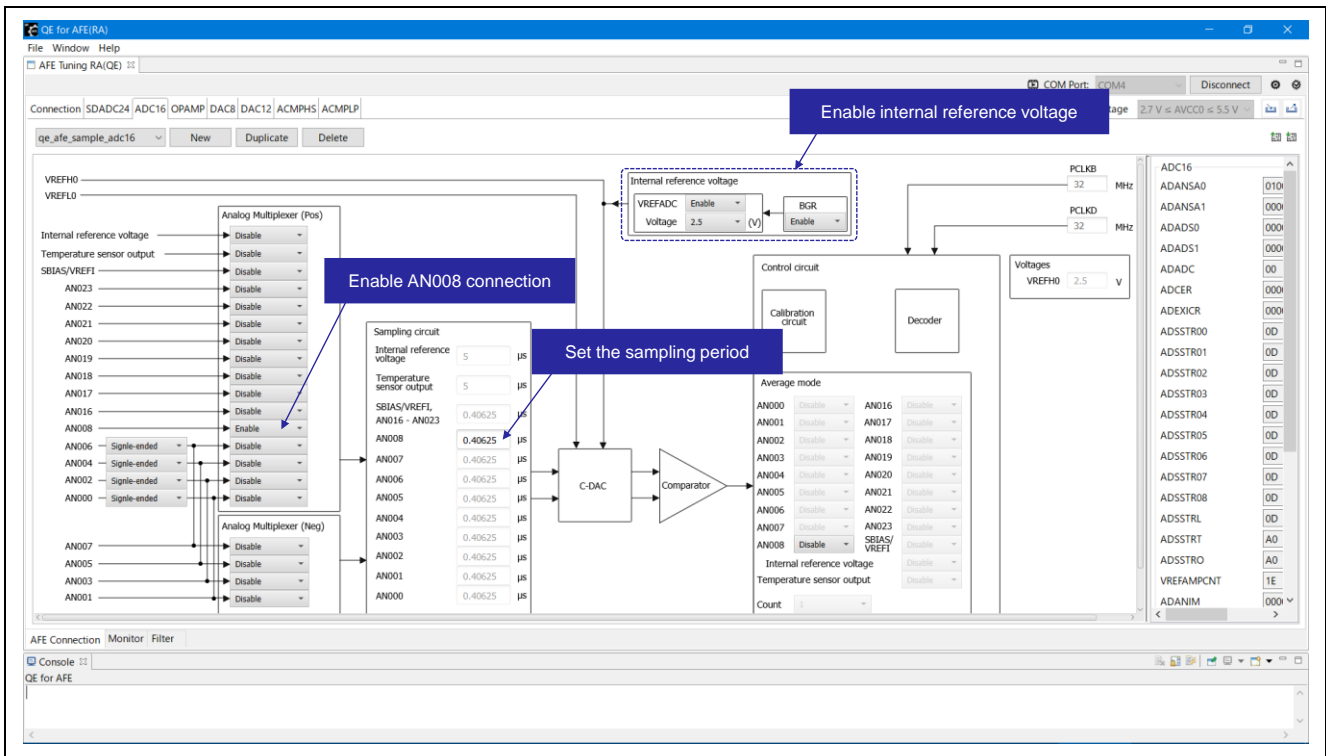 QE for AFE(RA)
File Window Help
AFE Tuning RA(QE)
COM Port: COM4 Disconnect
Connection SDADC24 ADC16 OPAMP DAC8 DAC12 ACMPHS ACMPLP
Enable internal reference voltage
tage 2.7 V ≤ AVCC0 ≤ 5.5 V
qe_afe_sample_adc16 New Duplicate Delete
VREFH0
VREFL0
Analog Multiplexer (Pos)
Internal reference voltage Disable
Temperature sensor output Disable
SBIAS/VREFI Disable
AN023 Disable
AN022 Disable
AN021 Disable
AN020 Disable
AN019 Disable
AN018 Disable
AN017 Disable
AN016 Disable
AN008 Enable
AN006 Signle-ended Disable
AN004 Signle-ended Disable
AN002 Signle-ended Disable
AN000 Signle-ended Disable
Analog Multiplexer (Neg)
AN007 Disable
AN005 Disable
AN003 Disable
AN001 Disable
Enable AN008 connection
Sampling circuit
Internal reference
voltage 5 µs
Temperature
sensor output 5 µs
SBIAS/VREFI,
AN016 - AN023 0.40625 µs
AN008 0.40625 µs
AN007 0.40625 µs
AN006 0.40625 µs
AN005 0.40625 µs
AN004 0.40625 µs
AN003 0.40625 µs
AN002 0.40625 µs
AN001 0.40625 µs
AN000 0.40625 µs
Set the sampling period
Internal reference voltage
VREFADC Enable
Voltage 2.5 (V)
BGR
Enable
C-DAC
Comparator
PCLKB
32 MHz
PCLKD
32 MHz
Control circuit
Calibration
circuit
Decoder
Voltages
VREFH0 2.5 V
Average mode
AN000 Disable AN016 Disable
AN001 Disable AN017 Disable
AN002 Disable AN018 Disable
AN003 Disable AN019 Disable
AN004 Disable AN020 Disable
AN005 Disable AN021 Disable
AN006 Disable AN022 Disable
AN007 Disable AN023 Disable
AN008 Disable SBIAS/
VREFI Disable
Internal reference voltage Disable
Temperature sensor output Disable
Count 1
ADC16
ADANSA0 010
ADANSA1 000
ADADS0 000
ADADS1 000
ADADC 00
ADCER 000
ADEXICR 000
ADSSTR00 0D
ADSSTR01 0D
ADSSTR02 0D
ADSSTR03 0D
ADSSTR04 0D
ADSSTR05 0D
ADSSTR06 0D
ADSSTR07 0D
ADSSTR08 0D
ADSSTRL 0D
ADSSTRT A0
ADSSTRO A0
VREFAMPCNT 1E
ADANIM 000
AFE Connection Monitor Filter
Console
QE for AFE